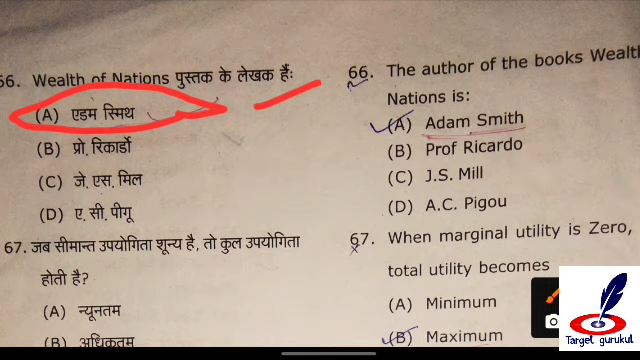 66. Wealth of Nations पुस्तक के लेखक हैंः
(A) एडम स्मिथ
(B) प्रो. रिकार्डो
(C) जे. एस. मिल
(D) ए. सी. पीगू
67. जब सीमान्त उपयोगिता शून्य है, तो कुल उपयोगिता
होती है?
(A) न्यूनतम
(B) अधिकतम
66. The author of the books Wealth
Nations is:
(A) Adam Smith
(B) Prof Ricardo
(C) J.S. Mill
(D) A.C. Pigou
67. When marginal utility is Zero,
total utility becomes
(A) Minimum
(B) Maximum
Target gurukul